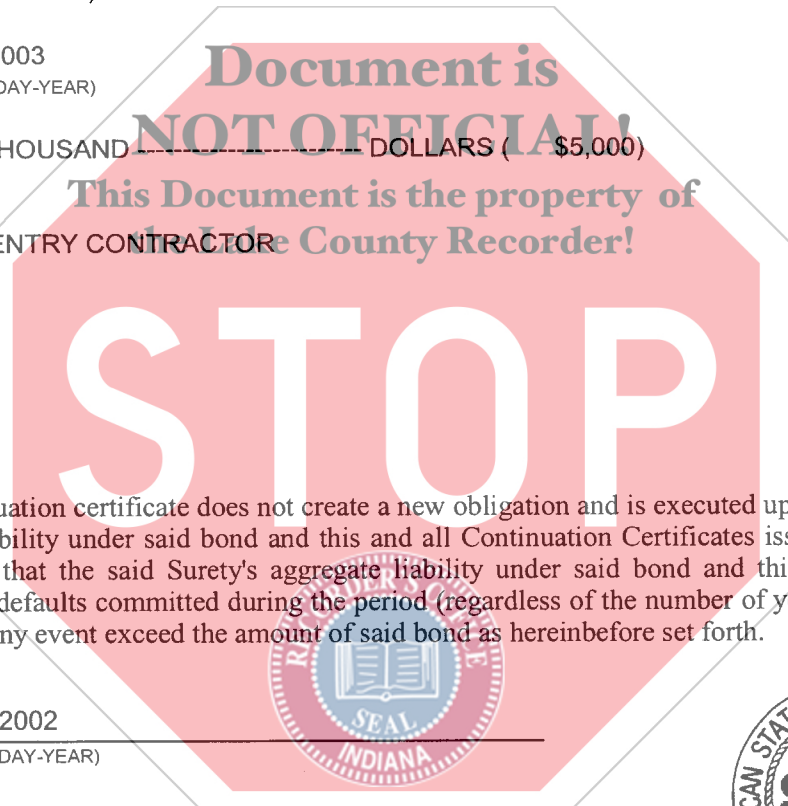 003
DAY-YEAR)
Document is
NOT OFFICIAL!
HOUSAND ------------------------- DOLLARS ( $5,000)
This Document is the property of
the Lake County Recorder!
ENTRY CONTRACTOR
STOP
uation certificate does not create a new obligation and is executed up
bility under said bond and this and all Continuation Certificates iss
that the said Surety's aggregate liability under said bond and thi
defaults committed during the period (regardless of the number of y
ny event exceed the amount of said bond as hereinbefore set forth.
RECORDER'S OFFICE
SEAL
INDIANA
2002
DAY-YEAR)
CAN STAT